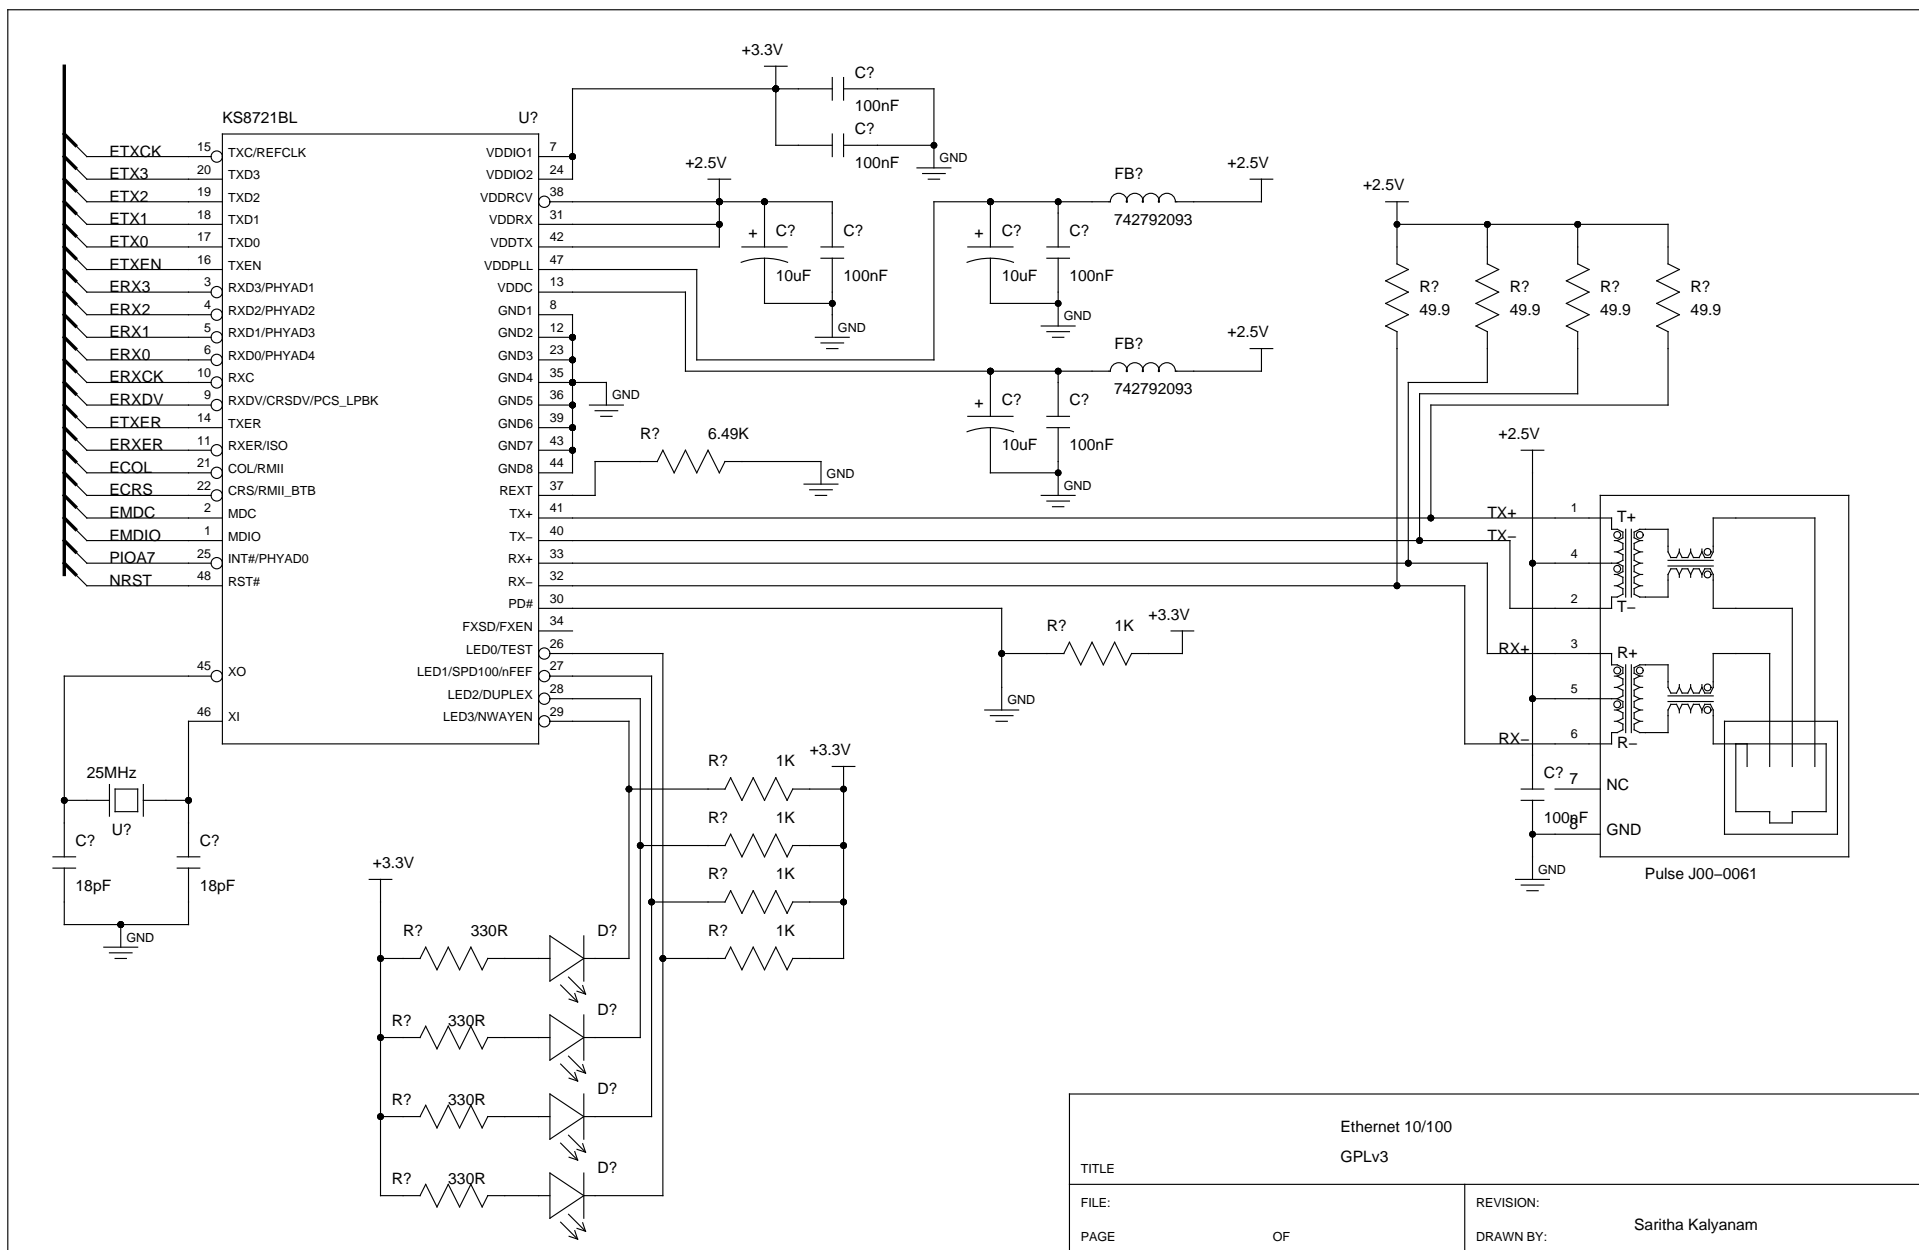 +3.3V
C?
100nF
C?
100nF
GND
KS8721BL U?
ETXCK 15 TXC/REFCLK
ETX3 20 TXD3
ETX2 19 TXD2
ETX1 18 TXD1
ETX0 17 TXD0
ETXEN 16 TXEN
ERX3 3 RXD3/PHYAD1
ERX2 4 RXD2/PHYAD2
ERX1 5 RXD1/PHYAD3
ERX0 6 RXD0/PHYAD4
ERXCK 10 RXC
ERXDV 9 RXDV/CRSDV/PCS_LPBK
ETXER 14 TXER
ERXER 11 RXER/ISO
ECOL 21 COL/RMII
ECRS 22 CRS/RMII_BTB
EMDC 2 MDC
EMDIO 1 MDIO
PIOA7 25 INT#/PHYAD0
NRST 48 RST#
45 XO
46 XI
VDDIO1 7
VDDIO2 24
VDDRCV 38
VDDRX 31
VDDTX 42
VDDPLL 47
VDDC 13
GND1 8
GND2 12
GND3 23
GND4 35
GND5 36
GND6 39
GND7 43
GND8 44
REXT 37
TX+ 41
TX− 40
RX+ 33
RX− 32
PD# 30
FXSD/FXEN 34
LED0/TEST 26
LED1/SPD100/nFEF 27
LED2/DUPLEX 28
LED3/NWAYEN 29
+2.5V
+ C?
10uF
C?
100nF
GND
FB?
742792093
+2.5V
+ C?
10uF
C?
100nF
GND
FB?
742792093
+2.5V
+ C?
10uF
C?
100nF
GND
GND
R? 6.49K
GND
+2.5V
R?
49.9
R?
49.9
R?
49.9
R?
49.9
+2.5V
TX+ 1 T+
TX−
4
2 T−
RX+ 3 R+
5
RX− 6 R−
C? 7 NC
100nF
8 GND
GND
Pulse J00−0061
R? 1K +3.3V
GND
25MHz
U?
C?
18pF
C?
18pF
GND
+3.3V
R? 1K
R? 1K
R? 1K
R? 1K
+3.3V
R? 330R D?
R? 330R D?
R? 330R D?
R? 330R D?
Ethernet 10/100
GPLv3
TITLE
FILE:
REVISION:
PAGE OF
DRAWN BY: Saritha Kalyanam